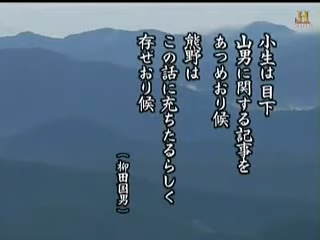 小生は 目下
山男に関する記事を
あつめおり候
熊野は
この話に充ちたるらしく
存ぜおり候
（柳田国男）
H